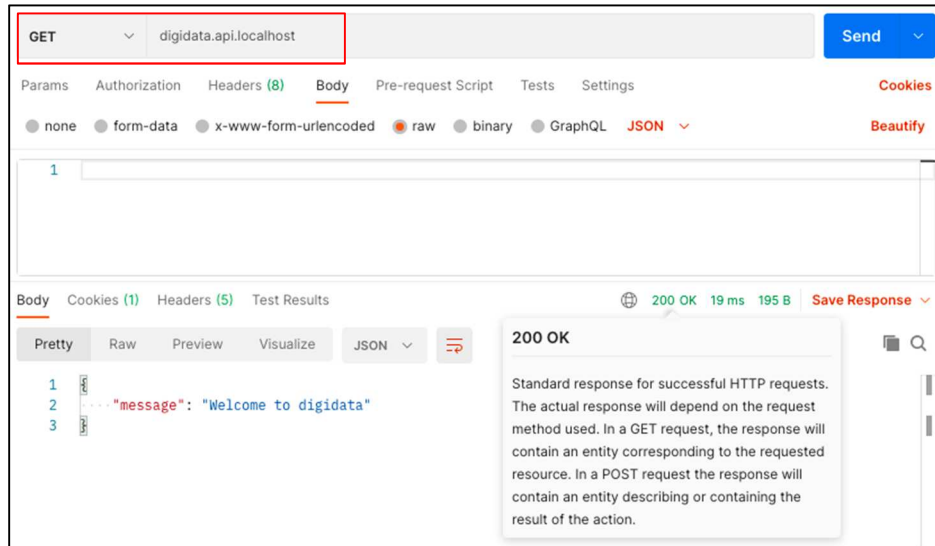 GET digidata.api.localhost Send
Params Authorization Headers (8) Body Pre-request Script Tests Settings Cookies
none form-data x-www-form-urlencoded raw binary GraphQL JSON Beautify
1
Body Cookies (1) Headers (5) Test Results 200 OK 19 ms 195 B Save Response
Pretty Raw Preview Visualize JSON
1 {
2 "message": "Welcome to digidata"
3 }
200 OK
Standard response for successful HTTP requests.
The actual response will depend on the request
method used. In a GET request, the response will
contain an entity corresponding to the requested
resource. In a POST request the response will
contain an entity describing or containing the
result of the action.